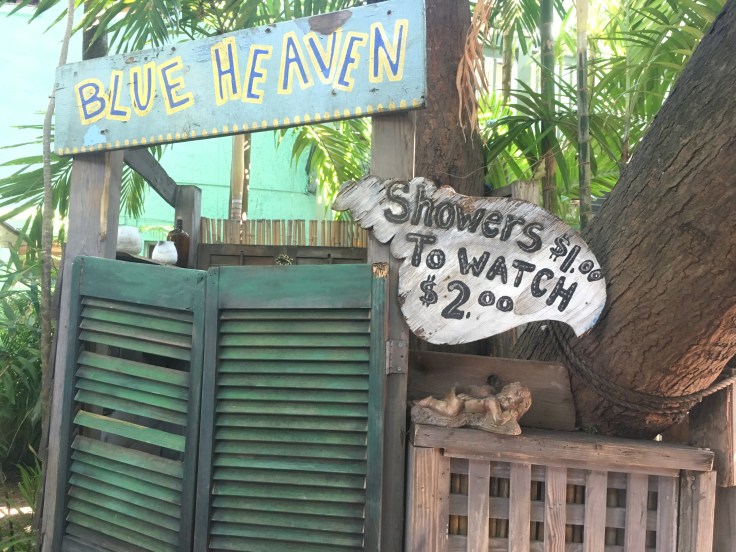 BLUE HEAVEN
Showers $1.00
TO WATCH
$2.00